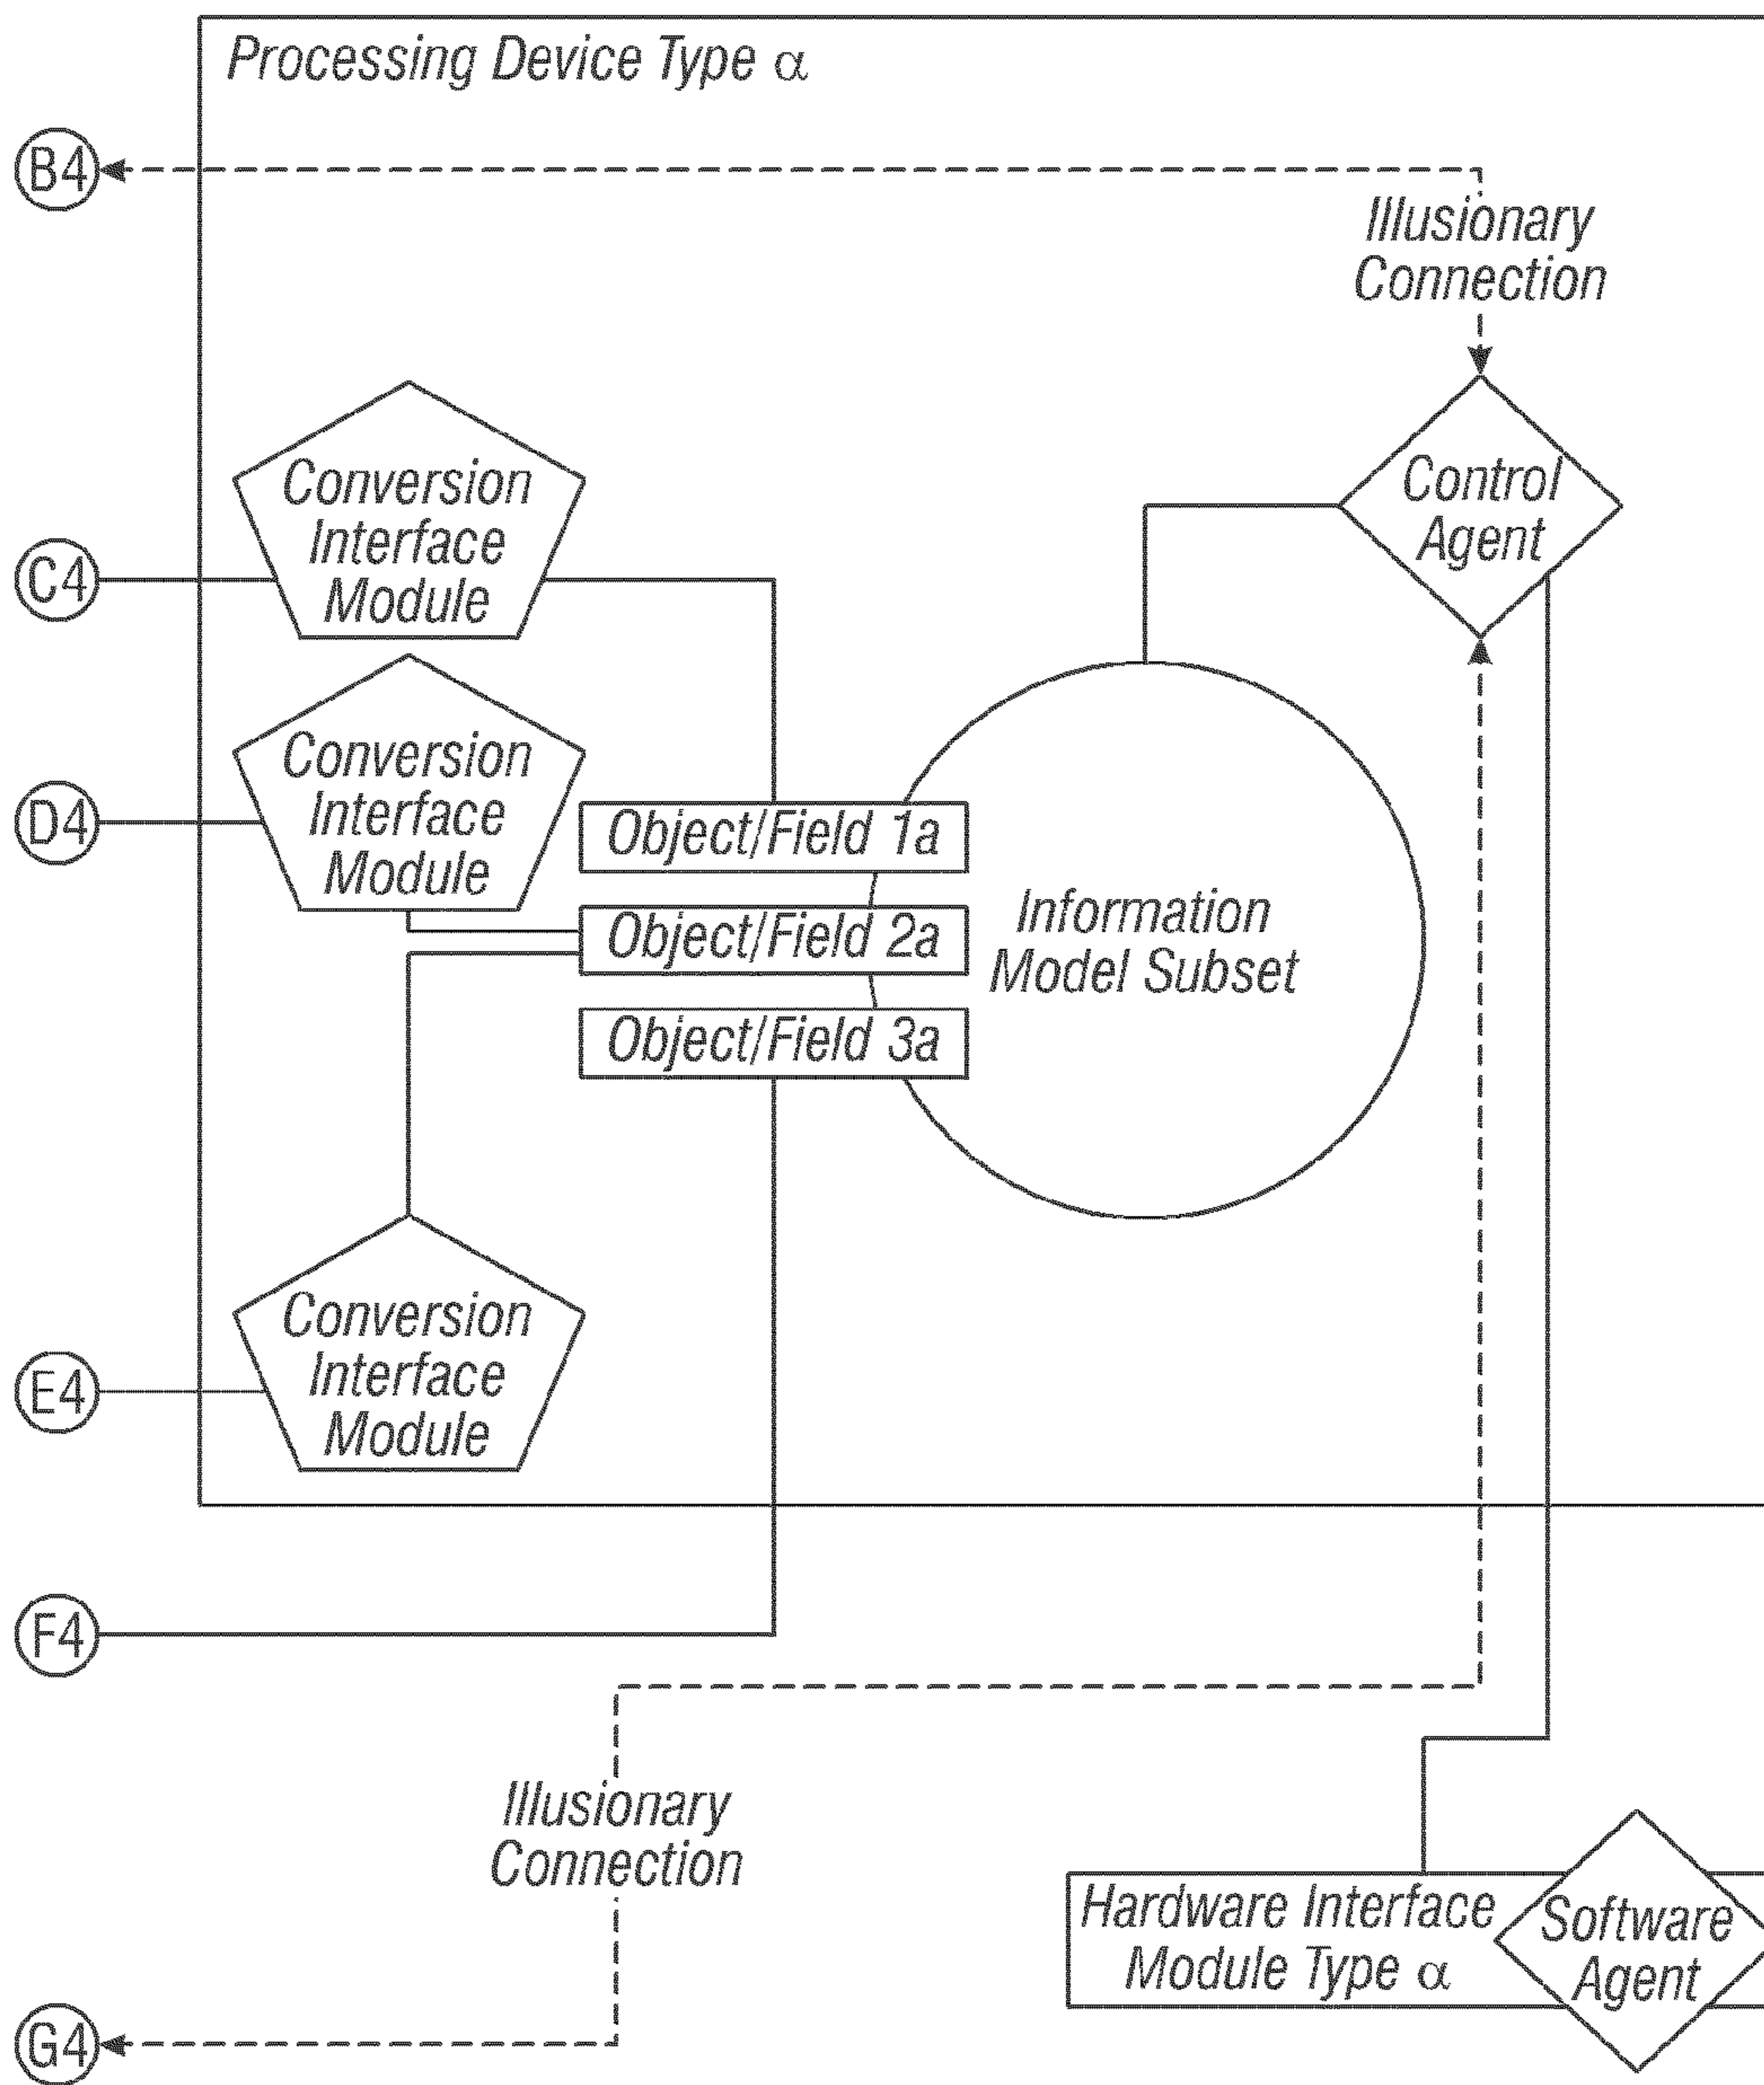 Processing Device Type α
B4
Illusionary
Connection
Conversion
Interface
Module
Control
Agent
C4
Conversion
Interface
Module
D4
Object/Field 1a
Object/Field 2a
Object/Field 3a
Information
Model Subset
Conversion
Interface
Module
E4
F4
Illusionary
Connection
Hardware Interface
Module Type α
Software
Agent
G4